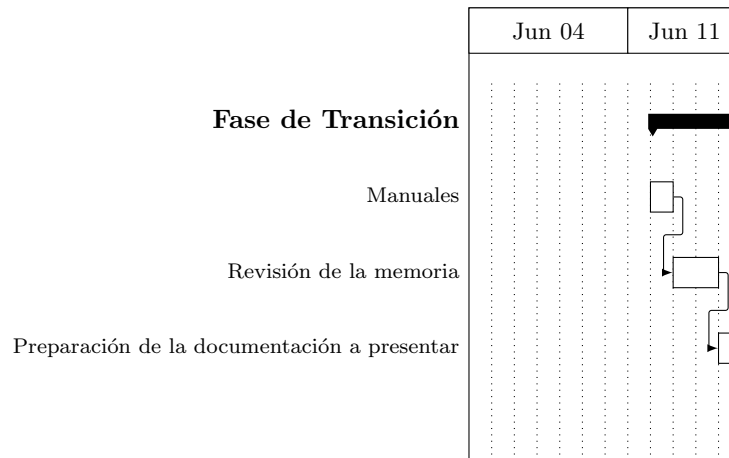 Jun 04 Jun 11
Fase de Transición
Manuales
Revisión de la memoria
Preparación de la documentación a presentar